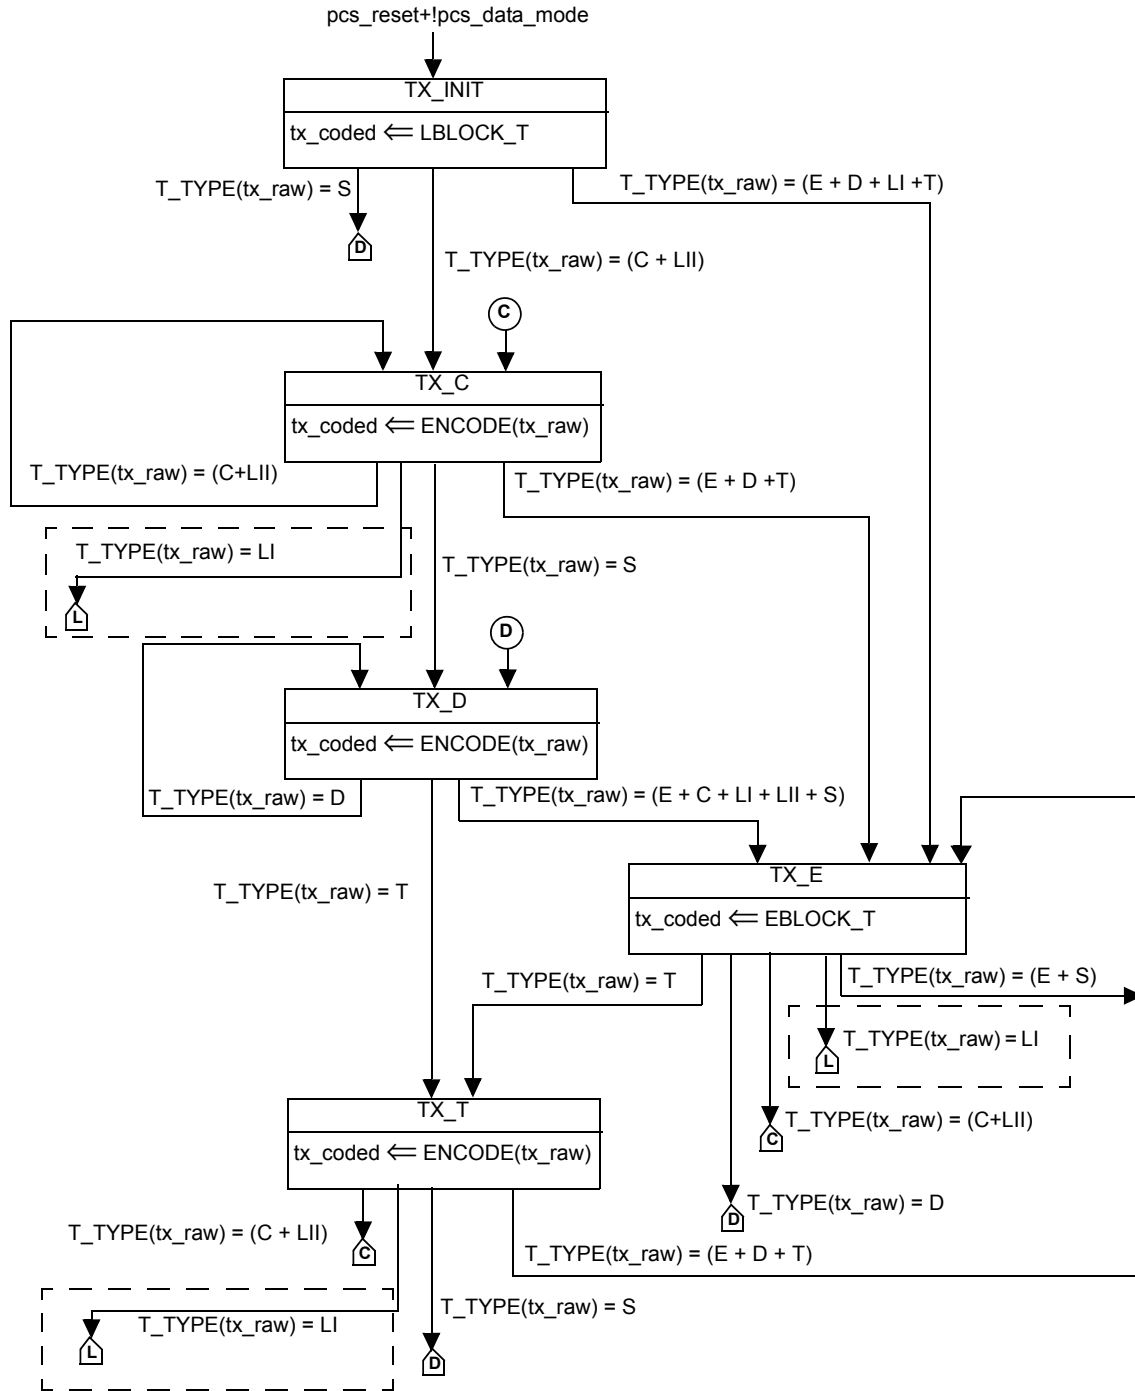 pcs_reset+!pcs_data_mode
TX_INIT
tx_coded ⇐ LBLOCK_T
T_TYPE(tx_raw) = S
T_TYPE(tx_raw) = (E + D + LI +T)
D
T_TYPE(tx_raw) = (C + LII)
C
TX_C
tx_coded ⇐ ENCODE(tx_raw)
T_TYPE(tx_raw) = (C+LII)
T_TYPE(tx_raw) = (E + D +T)
T_TYPE(tx_raw) = LI
T_TYPE(tx_raw) = S
L
D
TX_D
tx_coded ⇐ ENCODE(tx_raw)
T_TYPE(tx_raw) = D
T_TYPE(tx_raw) = (E + C + LI + LII + S)
TX_E
T_TYPE(tx_raw) = T
tx_coded ⇐ EBLOCK_T
T_TYPE(tx_raw) = T
T_TYPE(tx_raw) = (E + S)
T_TYPE(tx_raw) = LI
L
TX_T
T_TYPE(tx_raw) = (C+LII)
C
tx_coded ⇐ ENCODE(tx_raw)
T_TYPE(tx_raw) = D
D
T_TYPE(tx_raw) = (C + LII)
C
T_TYPE(tx_raw) = (E + D + T)
T_TYPE(tx_raw) = S
T_TYPE(tx_raw) = LI
L
D